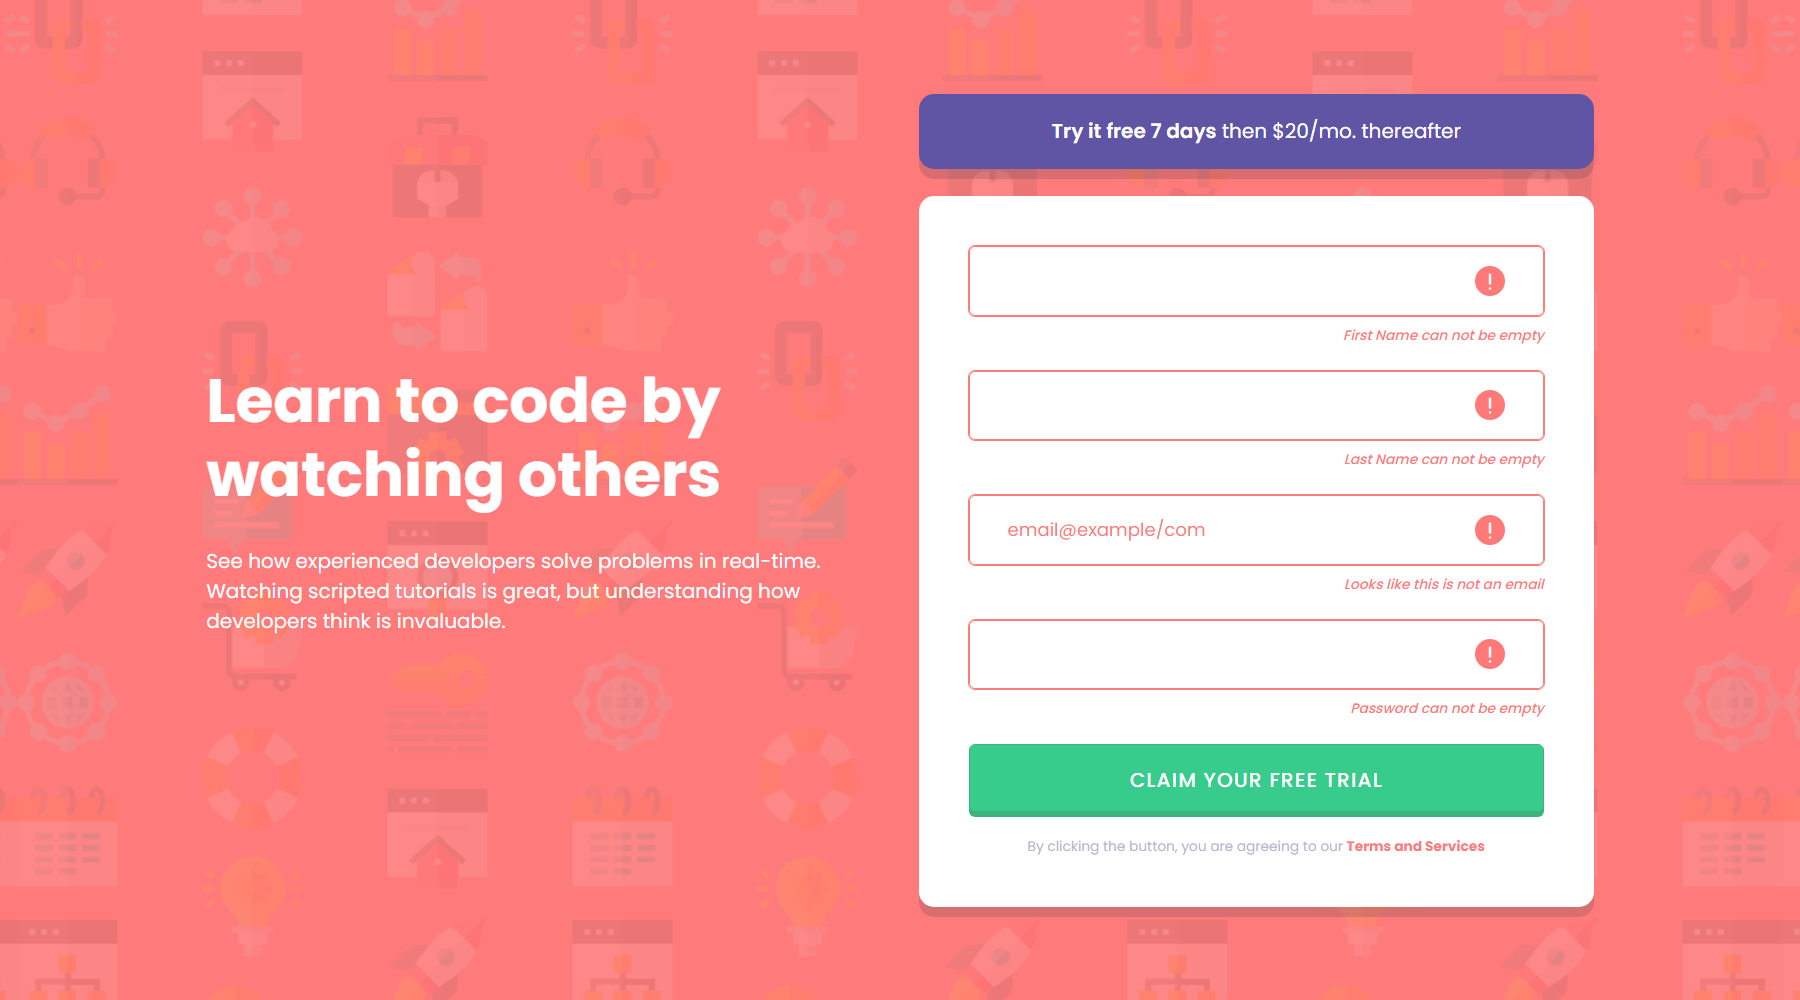 Learn to code by
watching others
See how experienced developers solve problems in real-time.
Watching scripted tutorials is great, but understanding how
developers think is invaluable.
Try it free 7 days then $20/mo. thereafter
First Name can not be empty
Last Name can not be empty
email@example/com
Looks like this is not an email
Password can not be empty
CLAIM YOUR FREE TRIAL
By clicking the button, you are agreeing to our Terms and Services